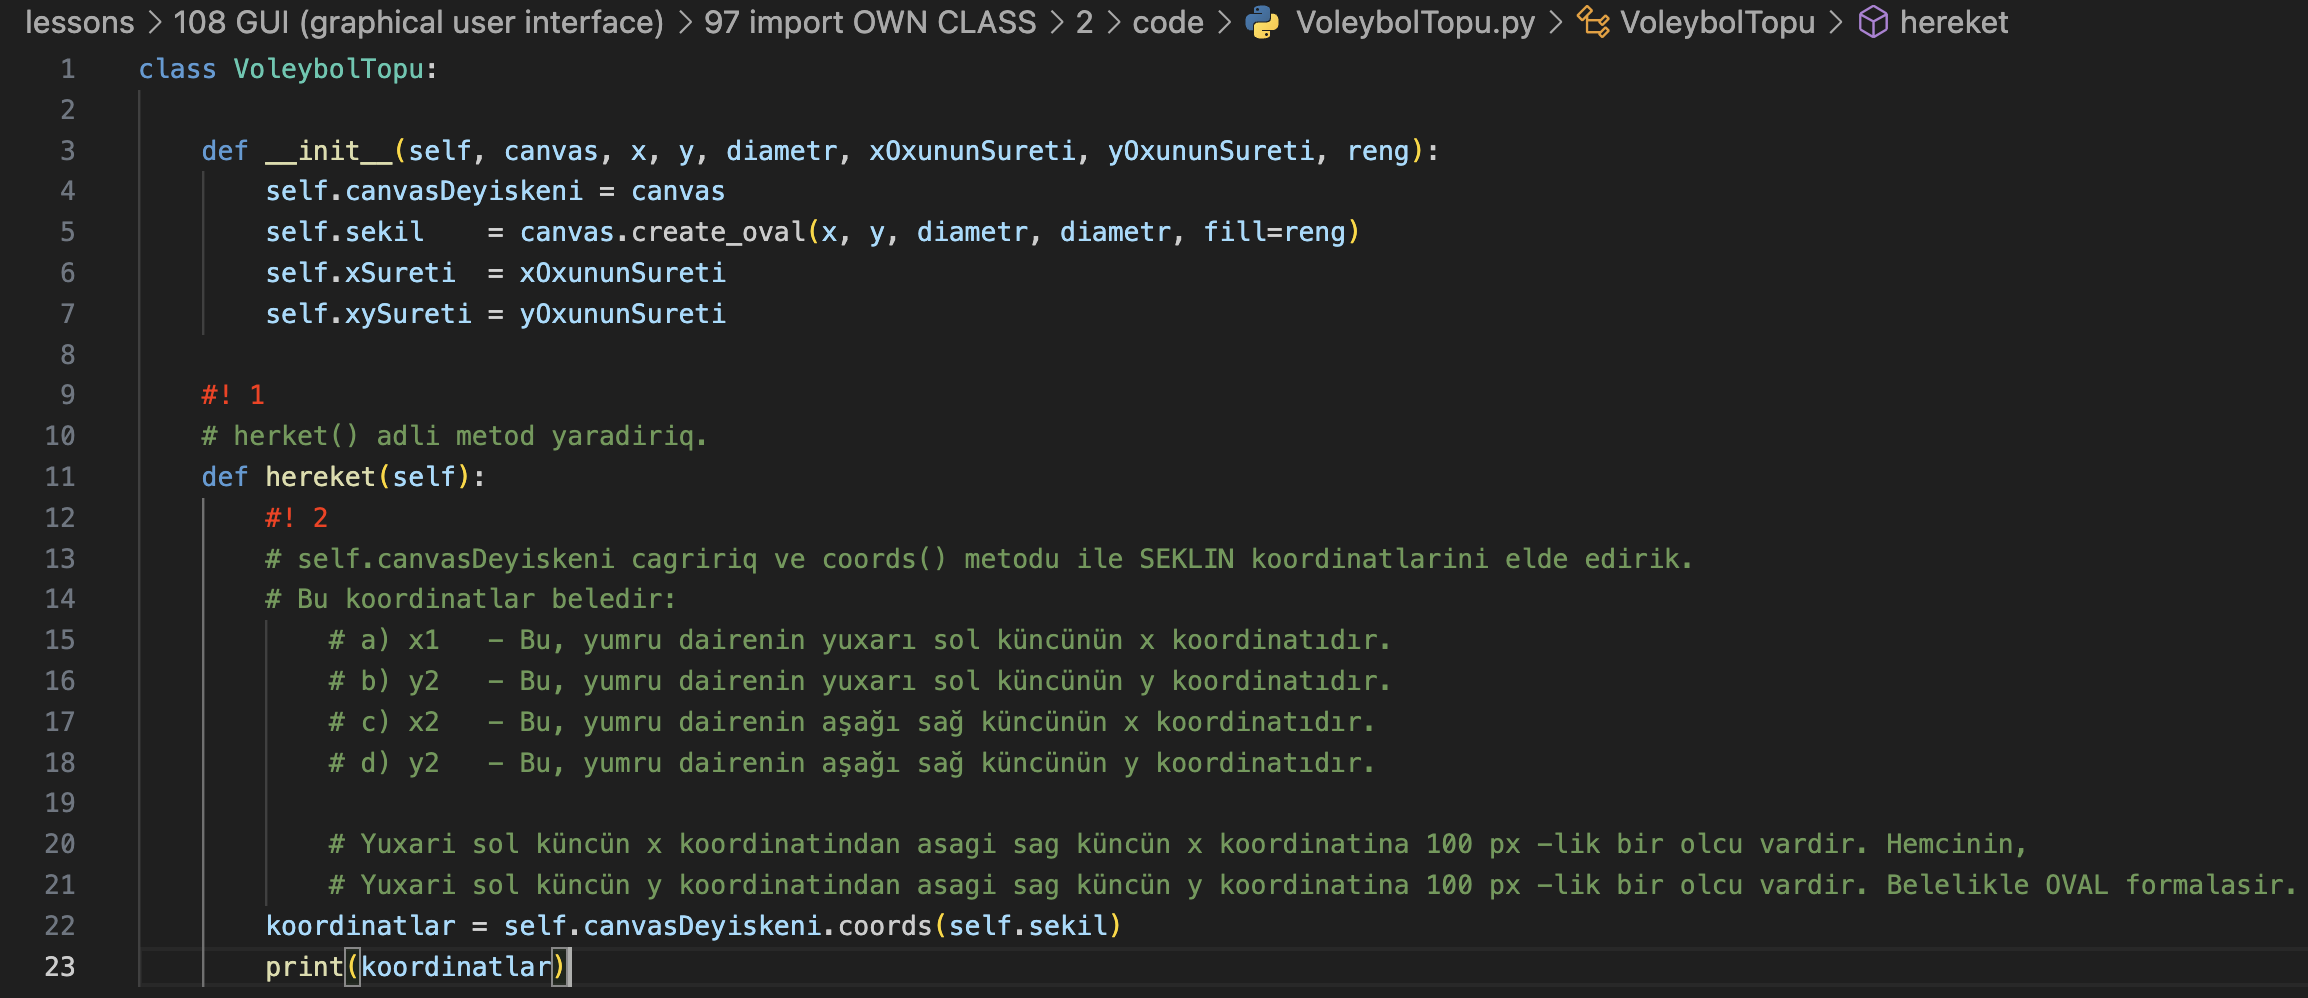 lessons > 108 GUI (graphical user interface) > 97 import OWN CLASS > 2 > code > VoleybolTopu.py > VoleybolTopu > hereket
1 class VoleybolTopu:
2
3     def __init__(self, canvas, x, y, diametr, xOxununSureti, yOxununSureti, reng):
4         self.canvasDeyiskeni = canvas
5         self.sekil    = canvas.create_oval(x, y, diametr, diametr, fill=reng)
6         self.xSureti  = xOxununSureti
7         self.xySureti = yOxununSureti
8
9     #! 1
10     # herket() adli metod yaradiriq.
11     def hereket(self):
12         #! 2
13         # self.canvasDeyiskeni cagririq ve coords() metodu ile SEKLIN koordinatlarini elde edirik.
14         # Bu koordinatlar beledir:
15             # a) x1   - Bu, yumru dairenin yuxarı sol küncünün x koordinatıdır.
16             # b) y2   - Bu, yumru dairenin yuxarı sol küncünün y koordinatıdır.
17             # c) x2   - Bu, yumru dairenin aşağı sağ küncünün x koordinatıdır.
18             # d) y2   - Bu, yumru dairenin aşağı sağ küncünün y koordinatıdır.
19
20             # Yuxari sol küncün x koordinatindan asagi sag küncün x koordinatina 100 px -lik bir olcu vardir. Hemcinin,
21             # Yuxari sol küncün y koordinatindan asagi sag küncün y koordinatina 100 px -lik bir olcu vardir. Belelikle OVAL formalasir.
22         koordinatlar = self.canvasDeyiskeni.coords(self.sekil)
23         print(koordinatlar)